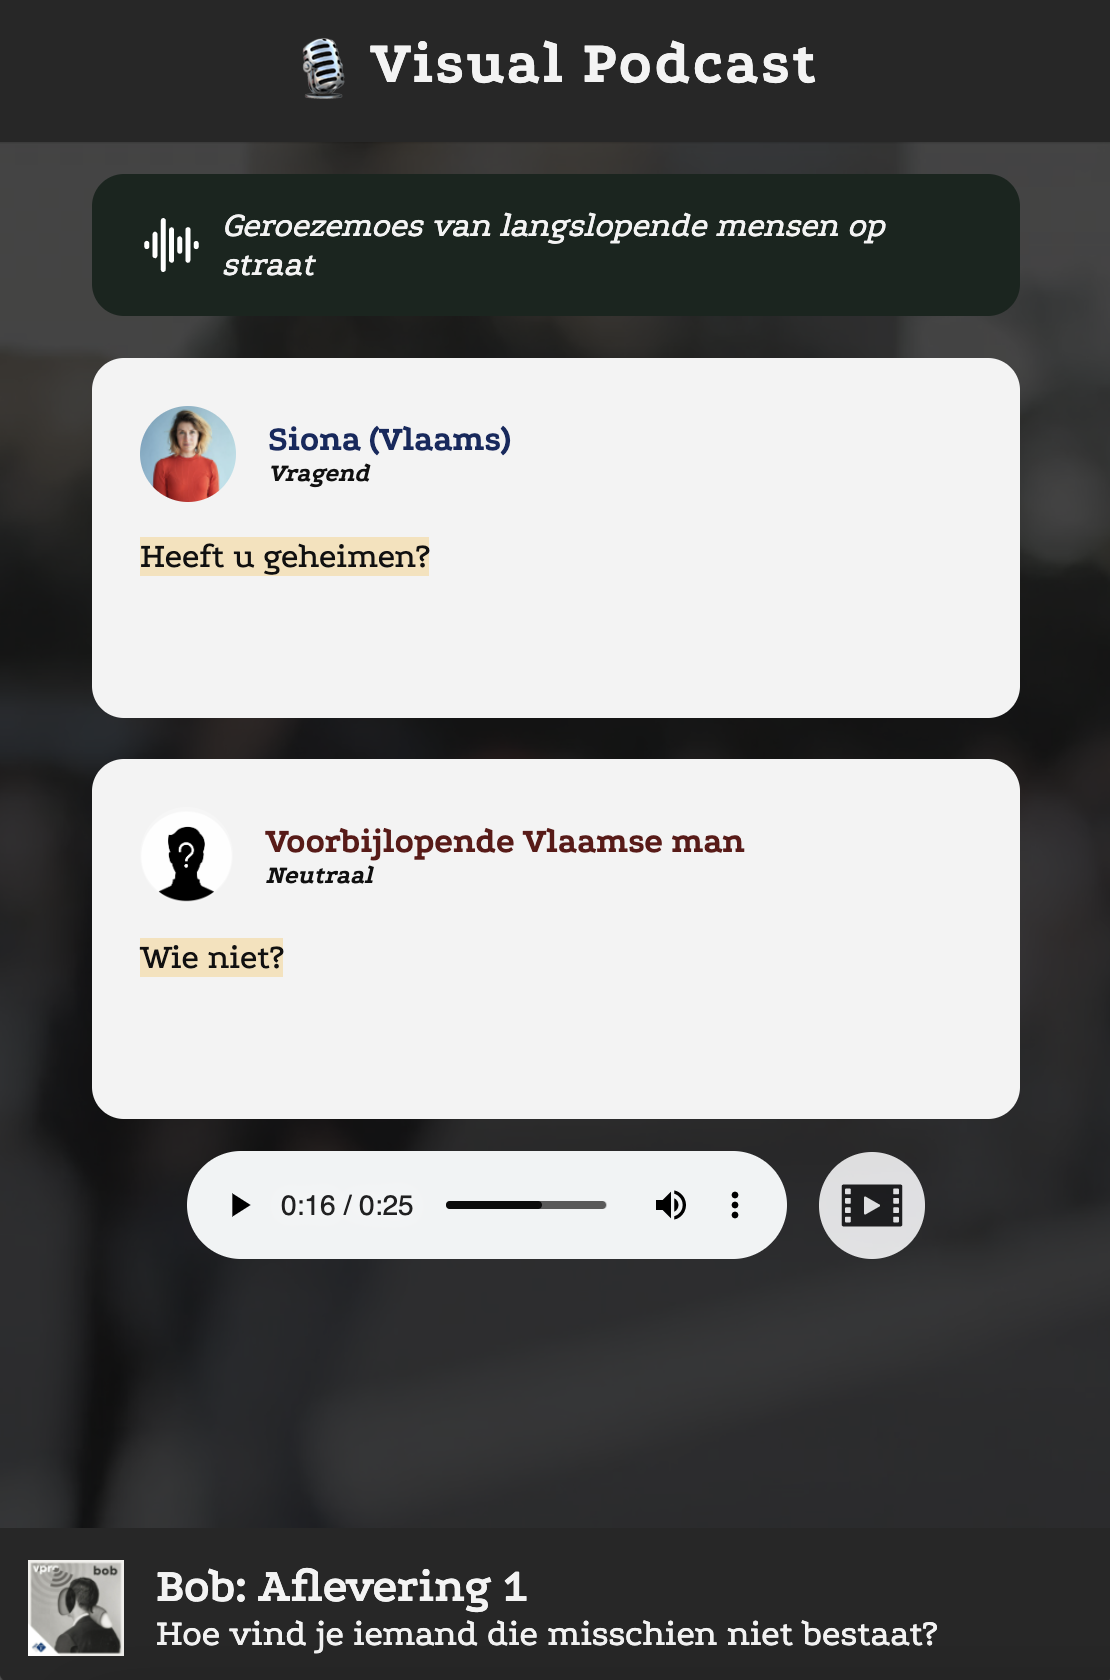 Visual Podcast
Geroezemoes van langslopende mensen op
straat
Siona (Vlaams)
Vragend
Heeft u geheimen?
?
Voorbijlopende Vlaamse man
Neutraal
Wie niet?
0:16 / 0:25
vpro bob
Bob: Aflevering 1
Hoe vind je iemand die misschien niet bestaat?